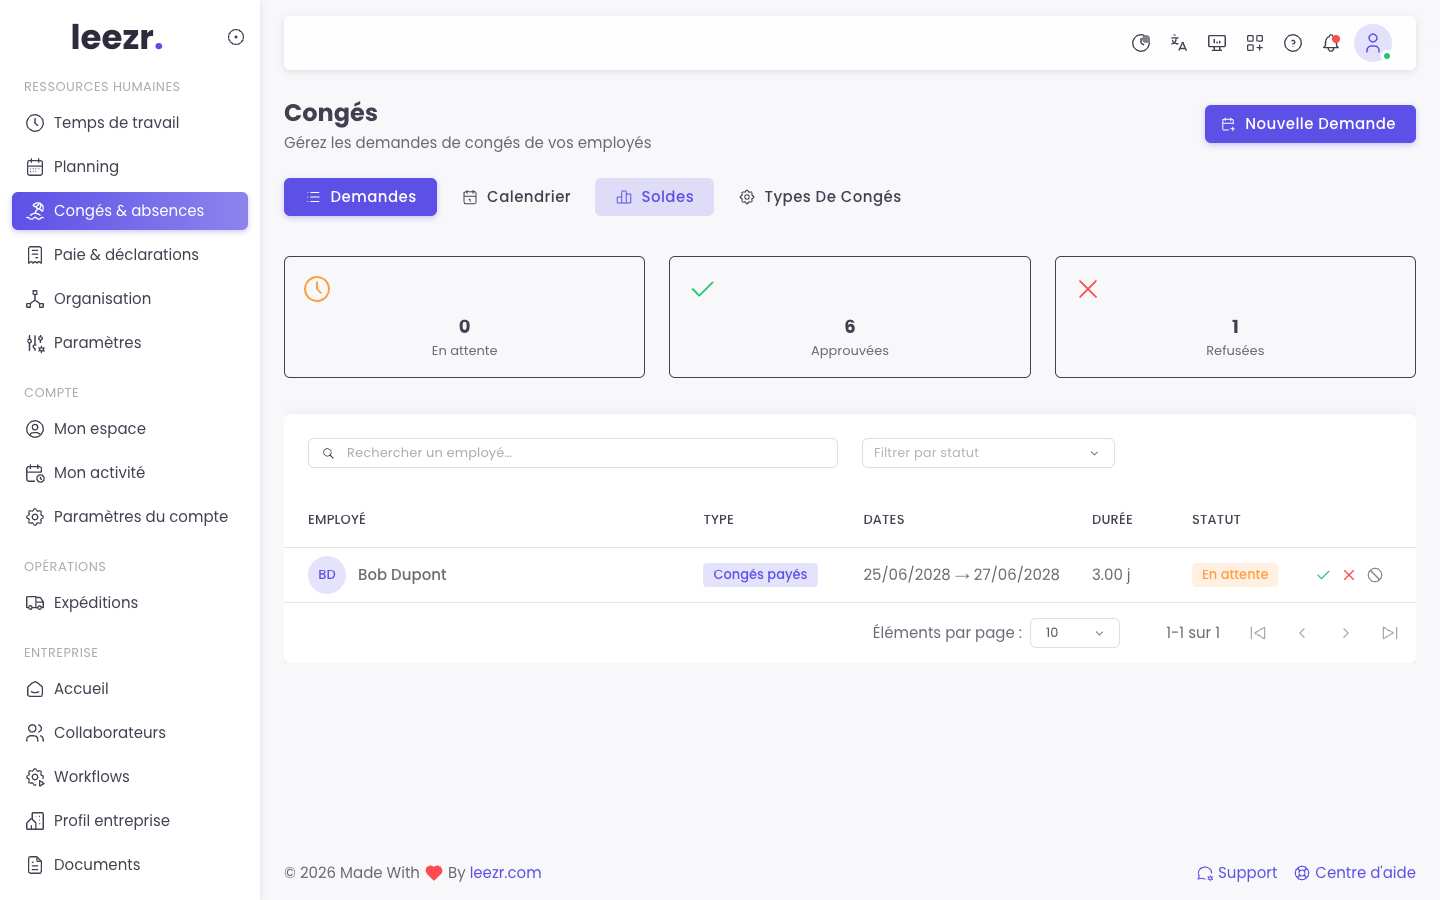 leezr.
RESSOURCES HUMAINES
Temps de travail
Planning
Congés & absences
Paie & déclarations
Organisation
Paramètres
COMPTE
Mon espace
Mon activité
Paramètres du compte
OPÉRATIONS
Expéditions
ENTREPRISE
Accueil
Collaborateurs
Workflows
Profil entreprise
Documents
Congés
Gérez les demandes de congés de vos employés
Nouvelle Demande
Demandes
Calendrier
Soldes
Types De Congés
0
En attente
6
Approuvées
1
Refusées
Rechercher un employé...
Filtrer par statut
EMPLOYÉ TYPE DATES DURÉE STATUT
BD Bob Dupont Congés payés 25/06/2028 → 27/06/2028 3.00 j En attente
Éléments par page : 10 1-1 sur 1
© 2026 Made With By leezr.com
Support
Centre d'aide